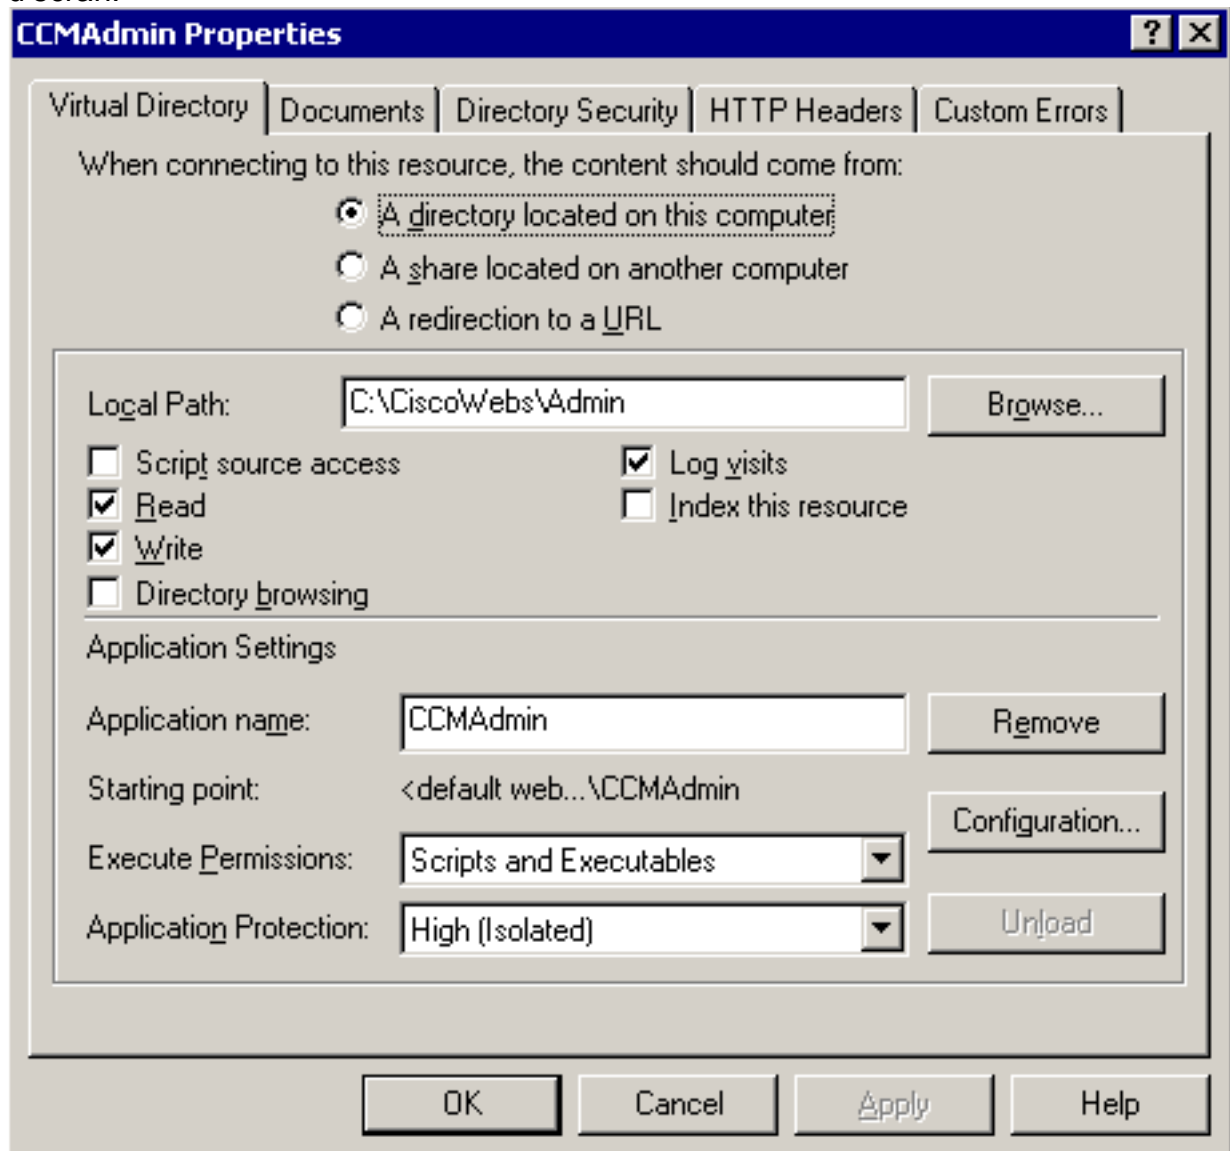 d'écran.
CCMAdmin Properties
Virtual Directory Documents Directory Security HTTP Headers Custom Errors
When connecting to this resource, the content should come from:
A directory located on this computer
A share located on another computer
A redirection to a URL
Local Path: C:\CiscoWebs\Admin Browse...
Script source access Log visits
Read Index this resource
Write
Directory browsing
Application Settings
Application name: CCMAdmin Remove
Starting point: <default web...\CCMAdmin
Configuration...
Execute Permissions: Scripts and Executables
Application Protection: High (Isolated) Unload
OK Cancel Apply Help